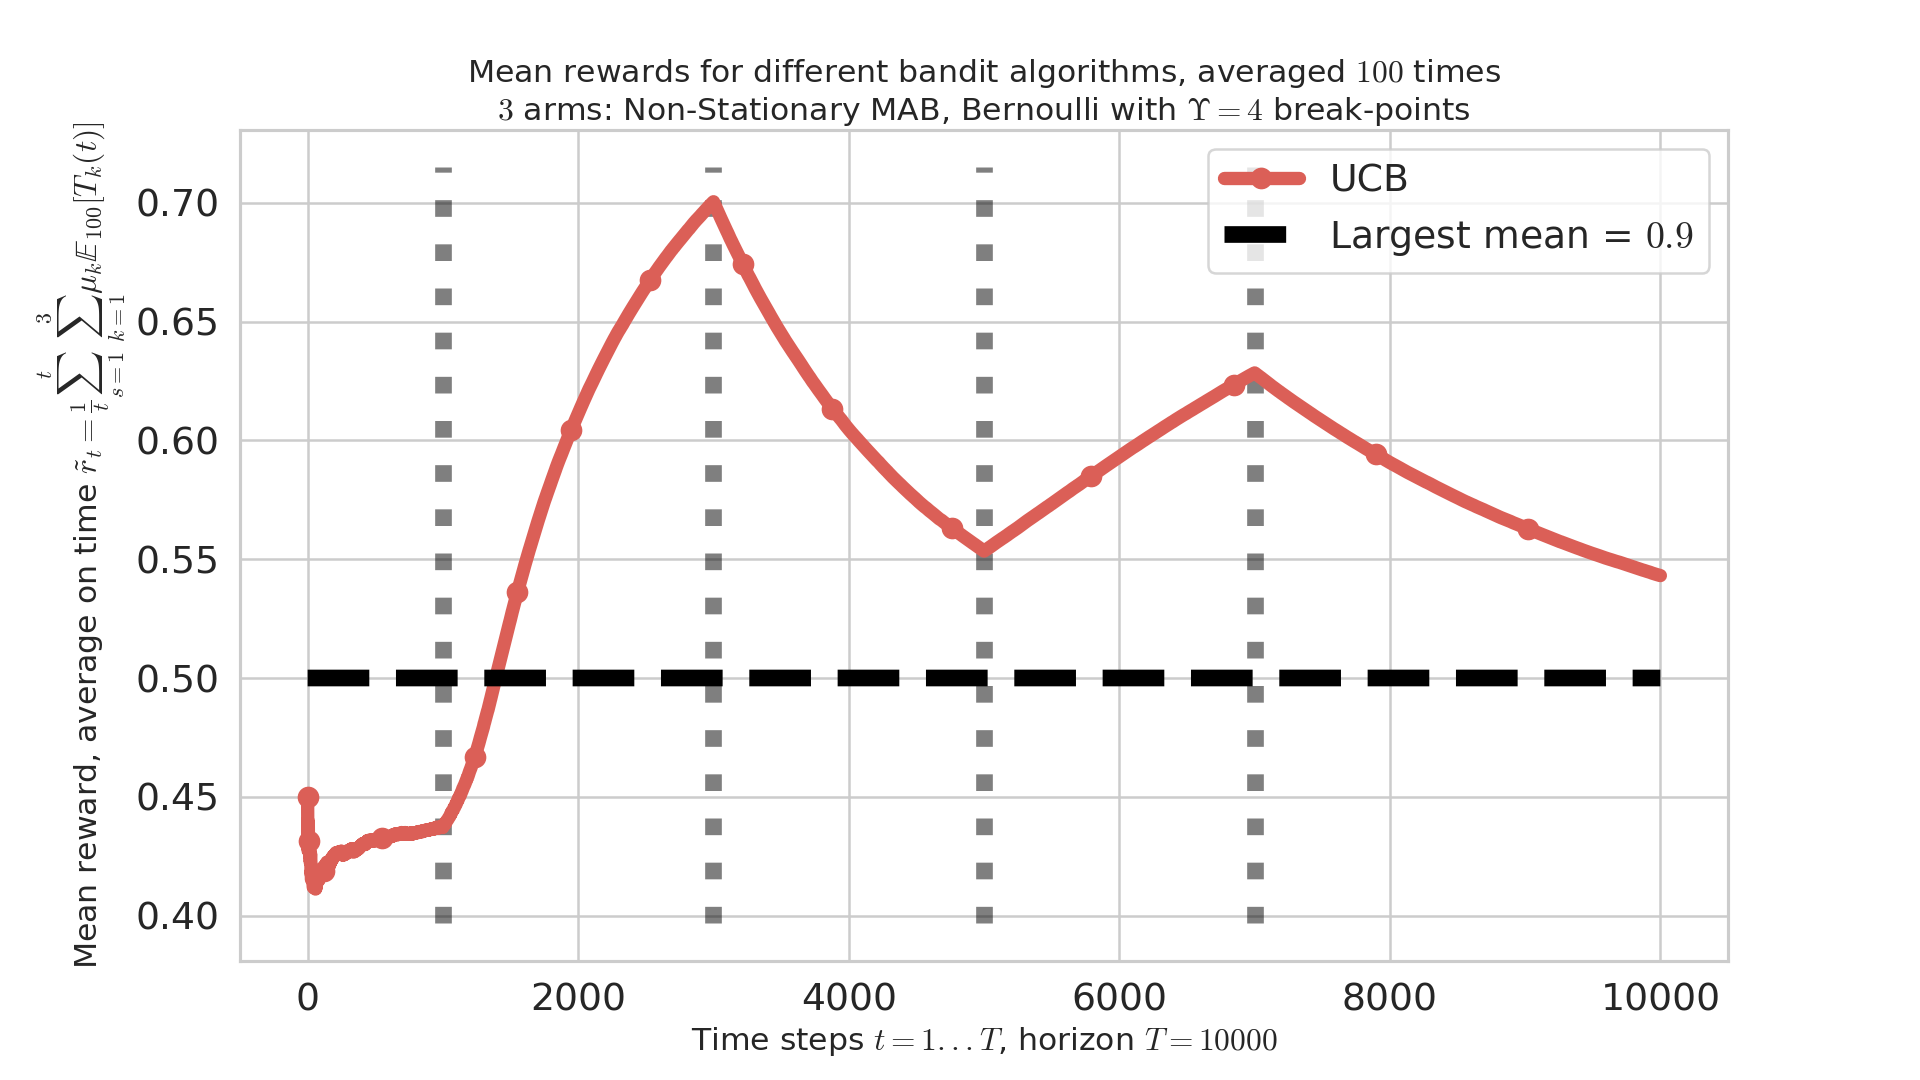 Mean rewards for different bandit algorithms, averaged 100 times
3 arms: Non-Stationary MAB, Bernoulli with Υ = 4 break-points
Mean reward, average on time r̃_t = 1/t ∑_{s=1}^{t} ∑_{k=1}^{3} μ_k 𝔼_{100}[T_k(t)]
0.70
0.65
0.60
0.55
0.50
0.45
0.40
UCB
Largest mean = 0.9
0 2000 4000 6000 8000 10000
Time steps t = 1...T, horizon T = 10000